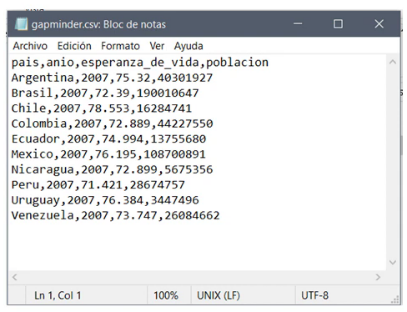 gapminder.csv: Bloc de notas
Archivo Edición Formato Ver Ayuda
pais,anio,esperanza_de_vida,poblacion
Argentina,2007,75.32,40301927
Brasil,2007,72.39,190010647
Chile,2007,78.553,16284741
Colombia,2007,72.889,44227550
Ecuador,2007,74.994,13755680
Mexico,2007,76.195,108700891
Nicaragua,2007,72.899,5675356
Peru,2007,71.421,28674757
Uruguay,2007,76.384,3447496
Venezuela,2007,73.747,26084662
Ln 1, Col 1 100% UNIX (LF) UTF-8